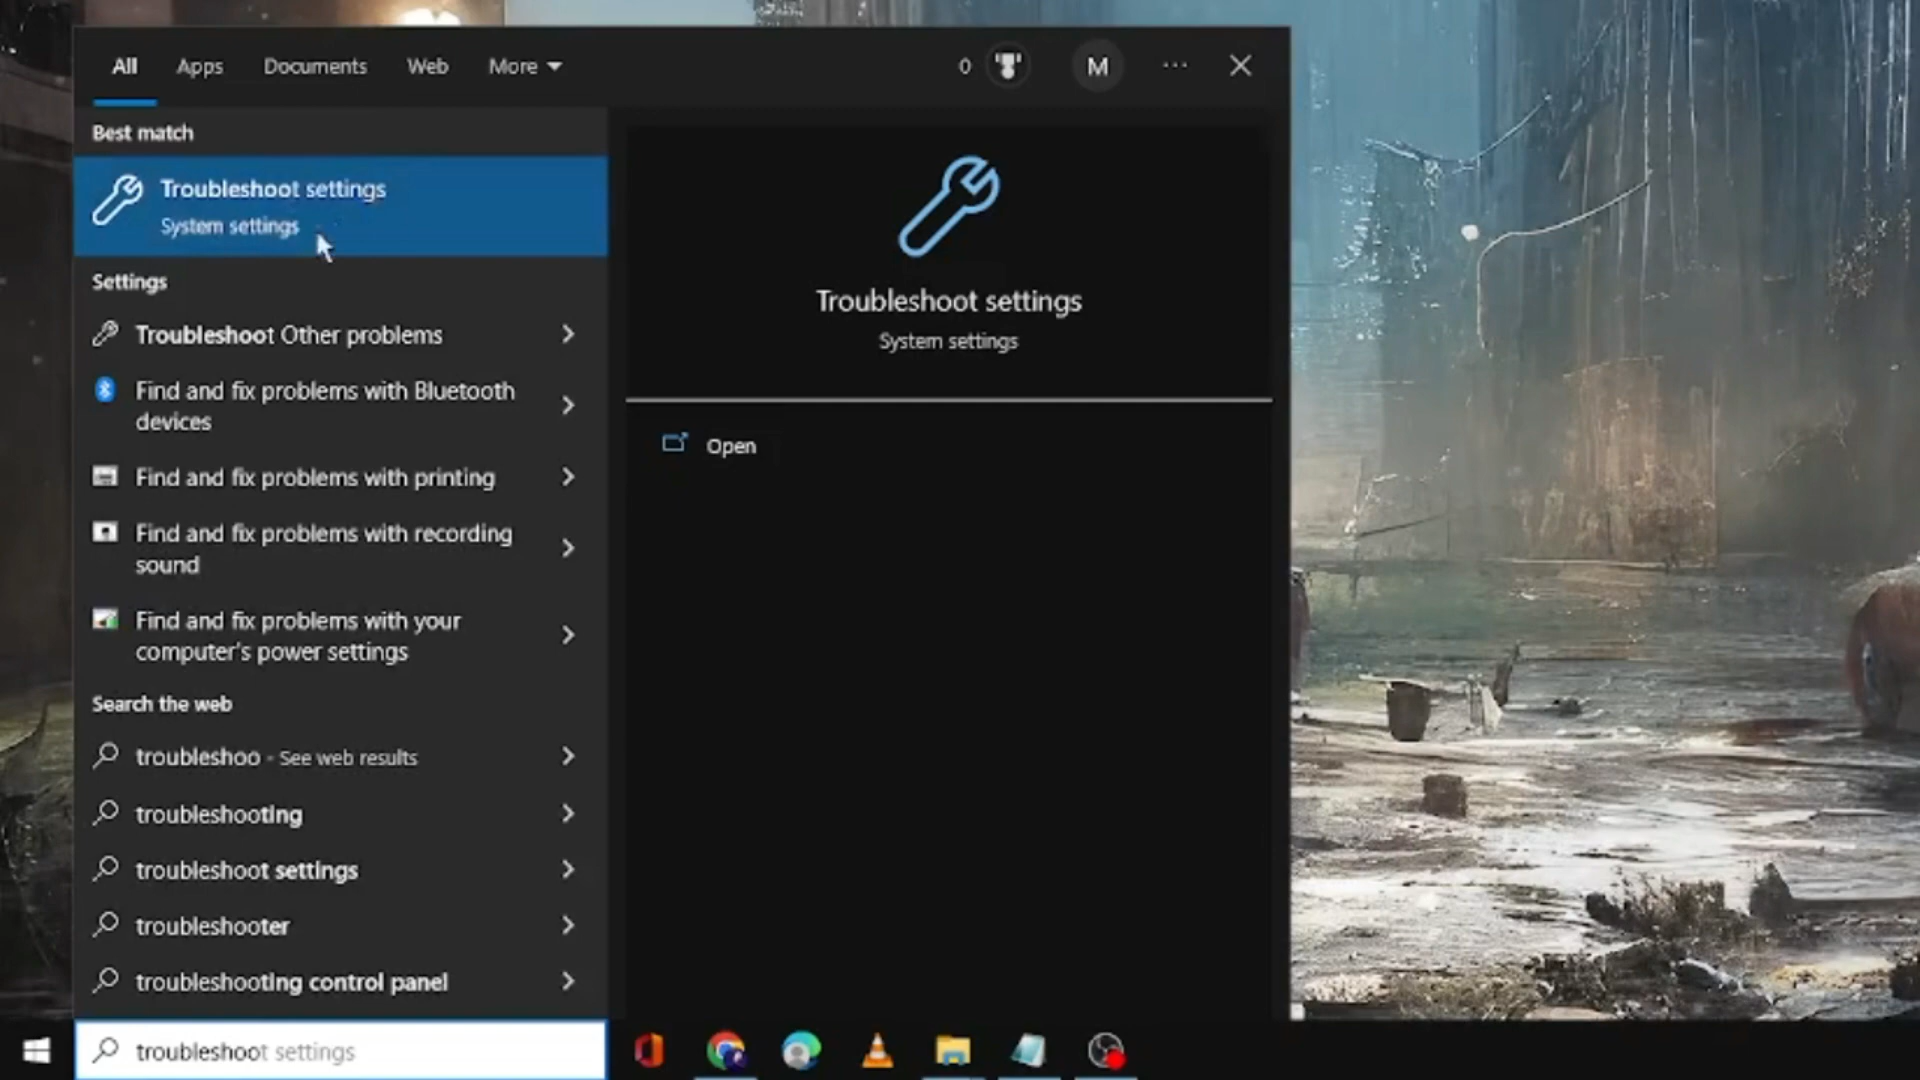 All Apps Documents Web More 0 M ...
Best match
Troubleshoot settings
System settings
Settings
Troubleshoot Other problems
Find and fix problems with Bluetooth
devices
Find and fix problems with printing
Find and fix problems with recording
sound
Find and fix problems with your
computer's power settings
Search the web
troubleshoo - See web results
troubleshooting
troubleshoot settings
troubleshooter
troubleshooting control panel
troubleshoot settings
Troubleshoot settings
System settings
Open